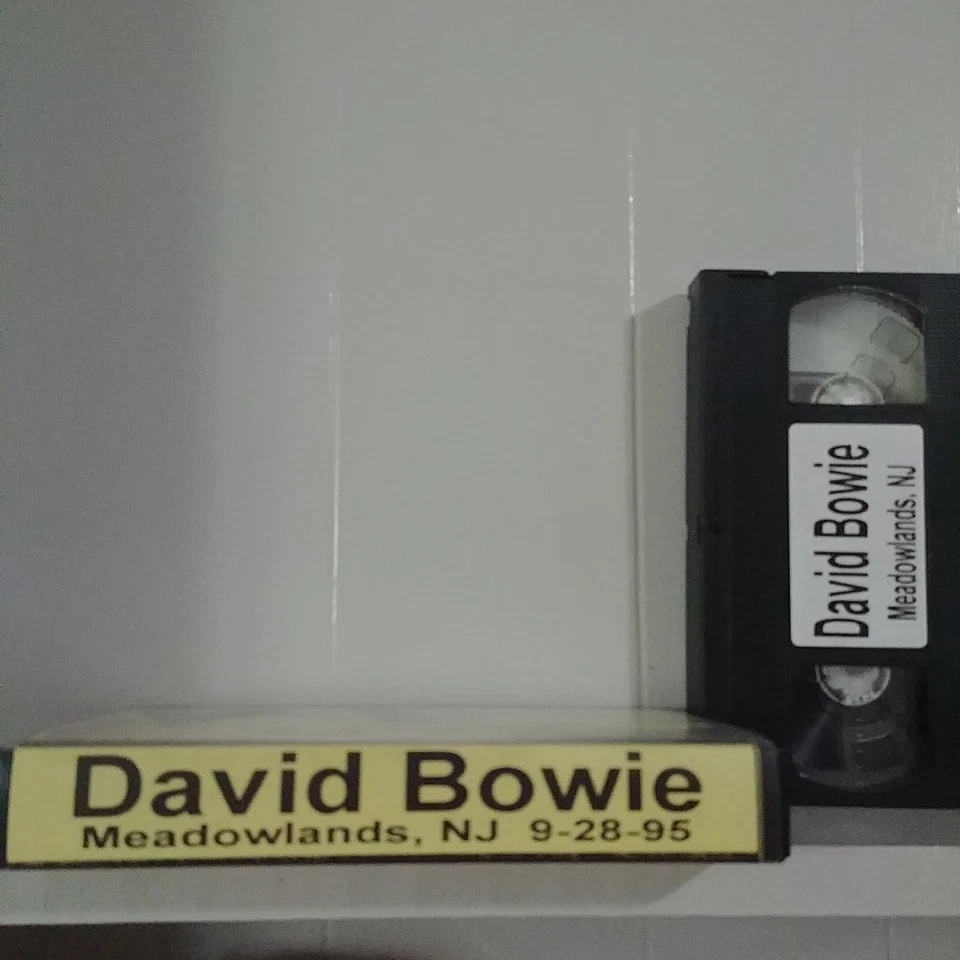 David Bowie
Meadowlands, NJ
David Bowie
Meadowlands, NJ 9-28-95